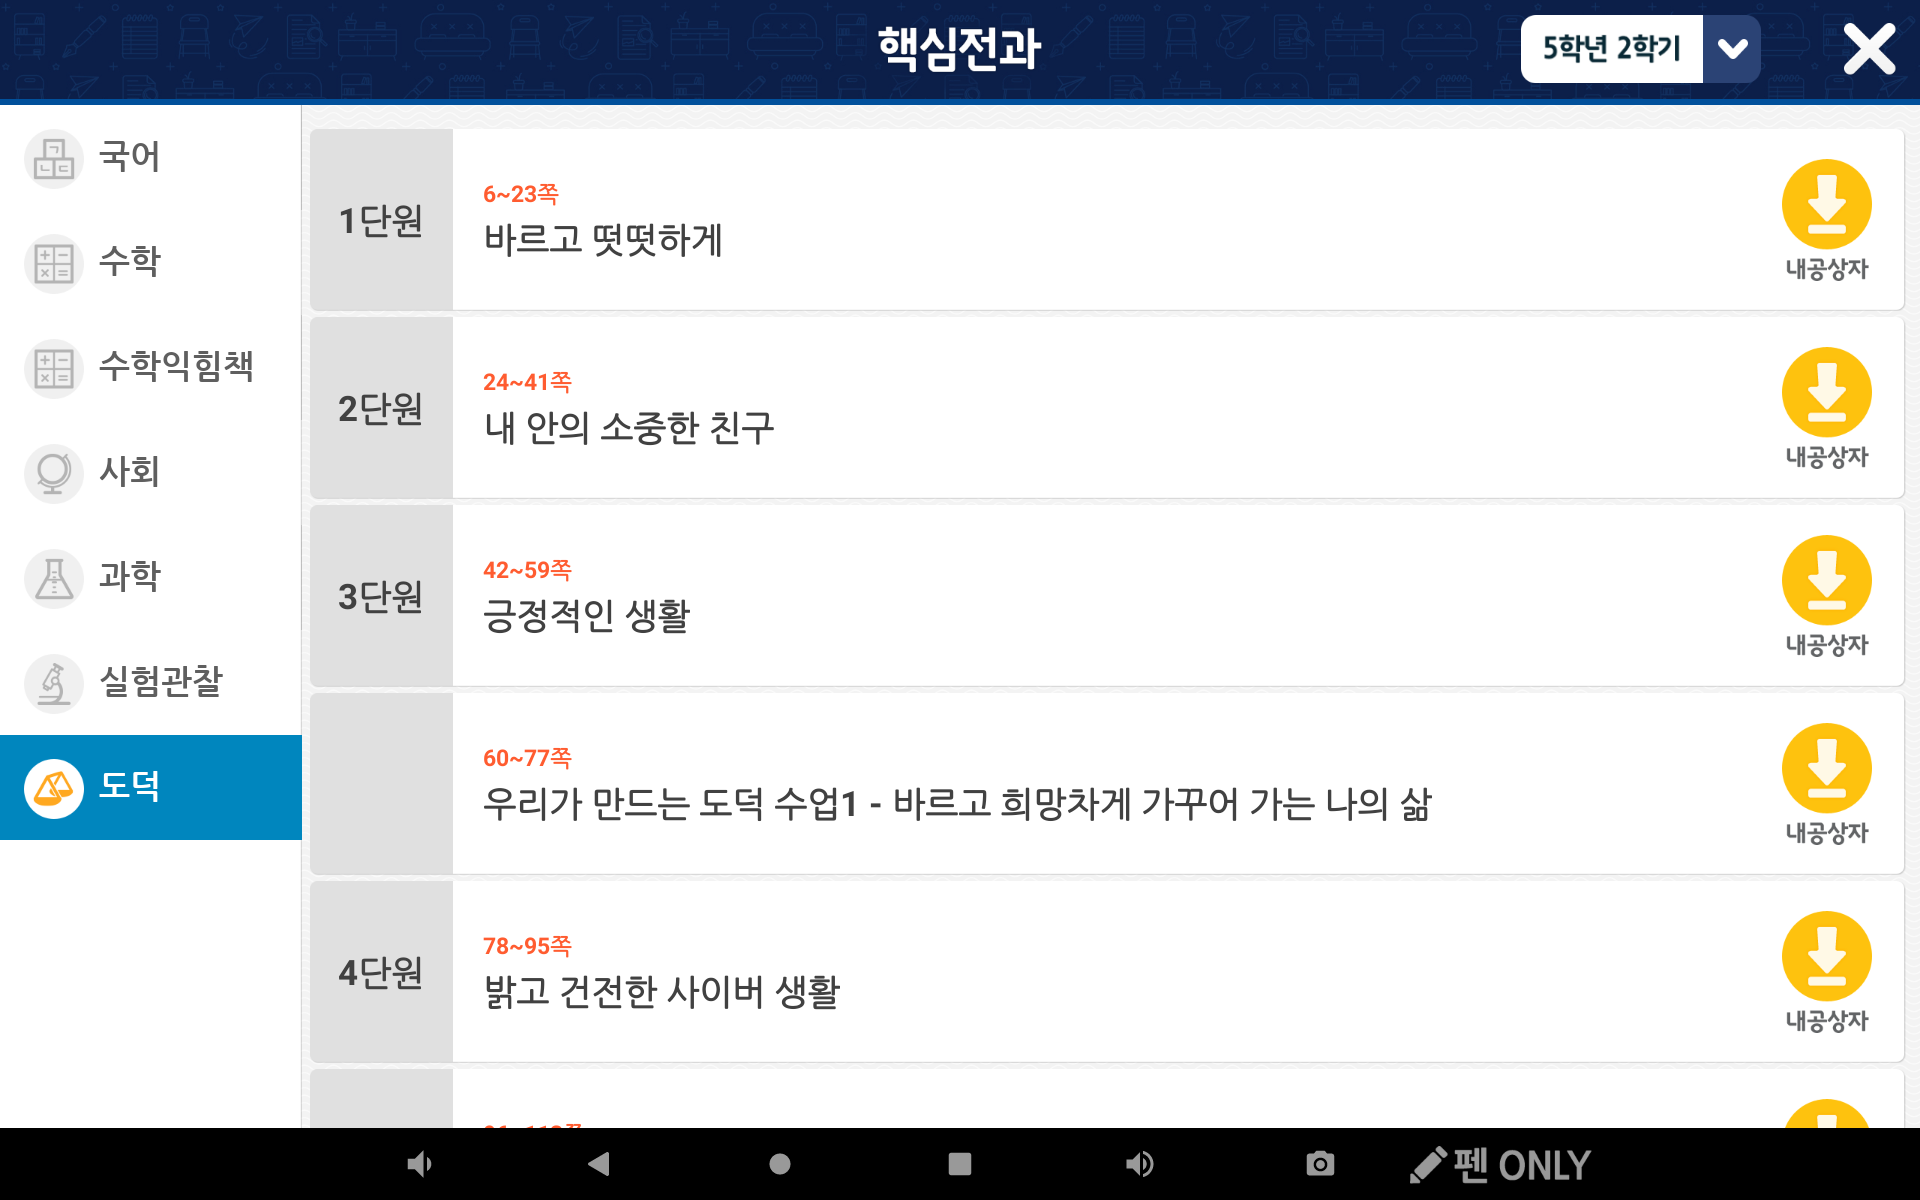 핵심전과
5학년 2학기
국어
수학
수학익힘책
사회
과학
실험관찰
도덕
1단원
6~23쪽
바르고 떳떳하게
내공상자
2단원
24~41쪽
내 안의 소중한 친구
내공상자
3단원
42~59쪽
긍정적인 생활
내공상자
60~77쪽
우리가 만드는 도덕 수업1 - 바르고 희망차게 가꾸어 가는 나의 삶
내공상자
4단원
78~95쪽
밝고 건전한 사이버 생활
내공상자
펜 ONLY